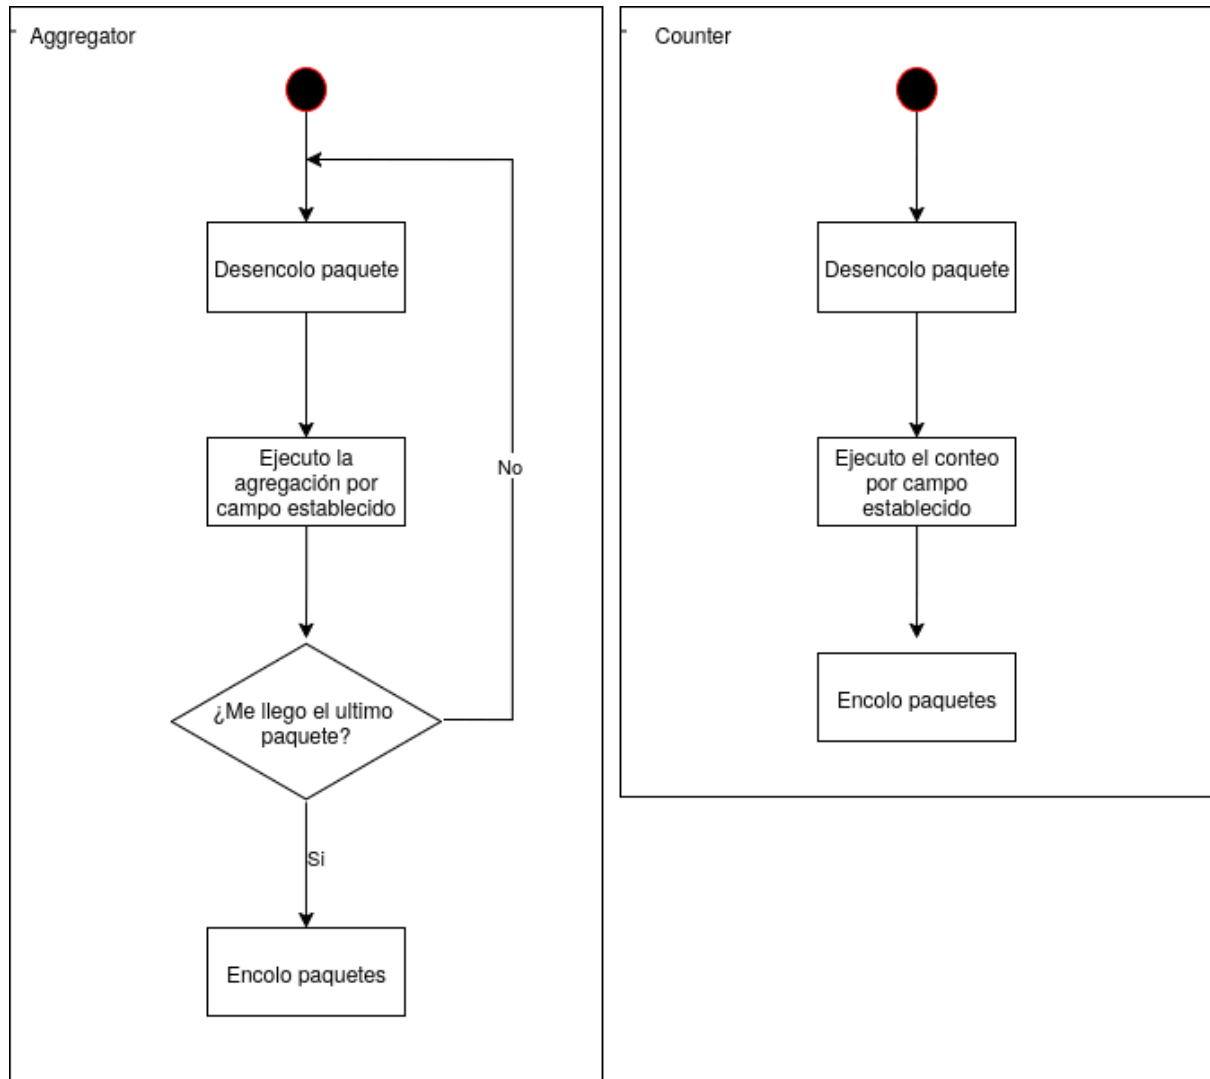 Aggregator
Desencolo paquete
Ejecuto la
agregación por
campo establecido
No
¿Me llego el ultimo
paquete?
Si
Encolo paquetes
Counter
Desencolo paquete
Ejecuto el conteo
por campo
establecido
Encolo paquetes